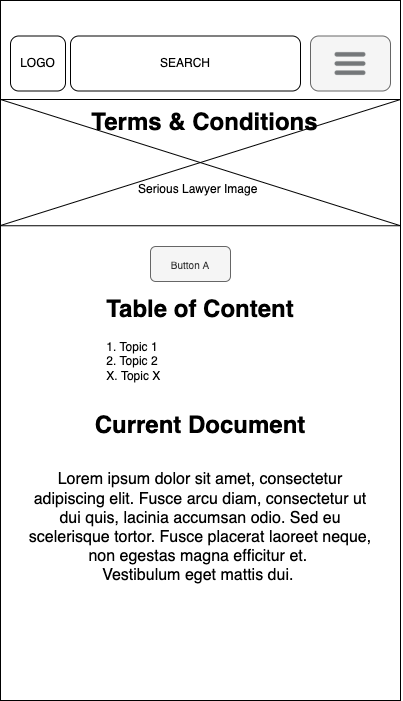 LOGO
SEARCH
Terms & Conditions
Serious Lawyer Image
Button A
Table of Content
1. Topic 1
2. Topic 2
X. Topic X
Current Document
Lorem ipsum dolor sit amet, consectetur
adipiscing elit. Fusce arcu diam, consectetur ut
dui quis, lacinia accumsan odio. Sed eu
scelerisque tortor. Fusce placerat laoreet neque,
non egestas magna efficitur et.
Vestibulum eget mattis dui.